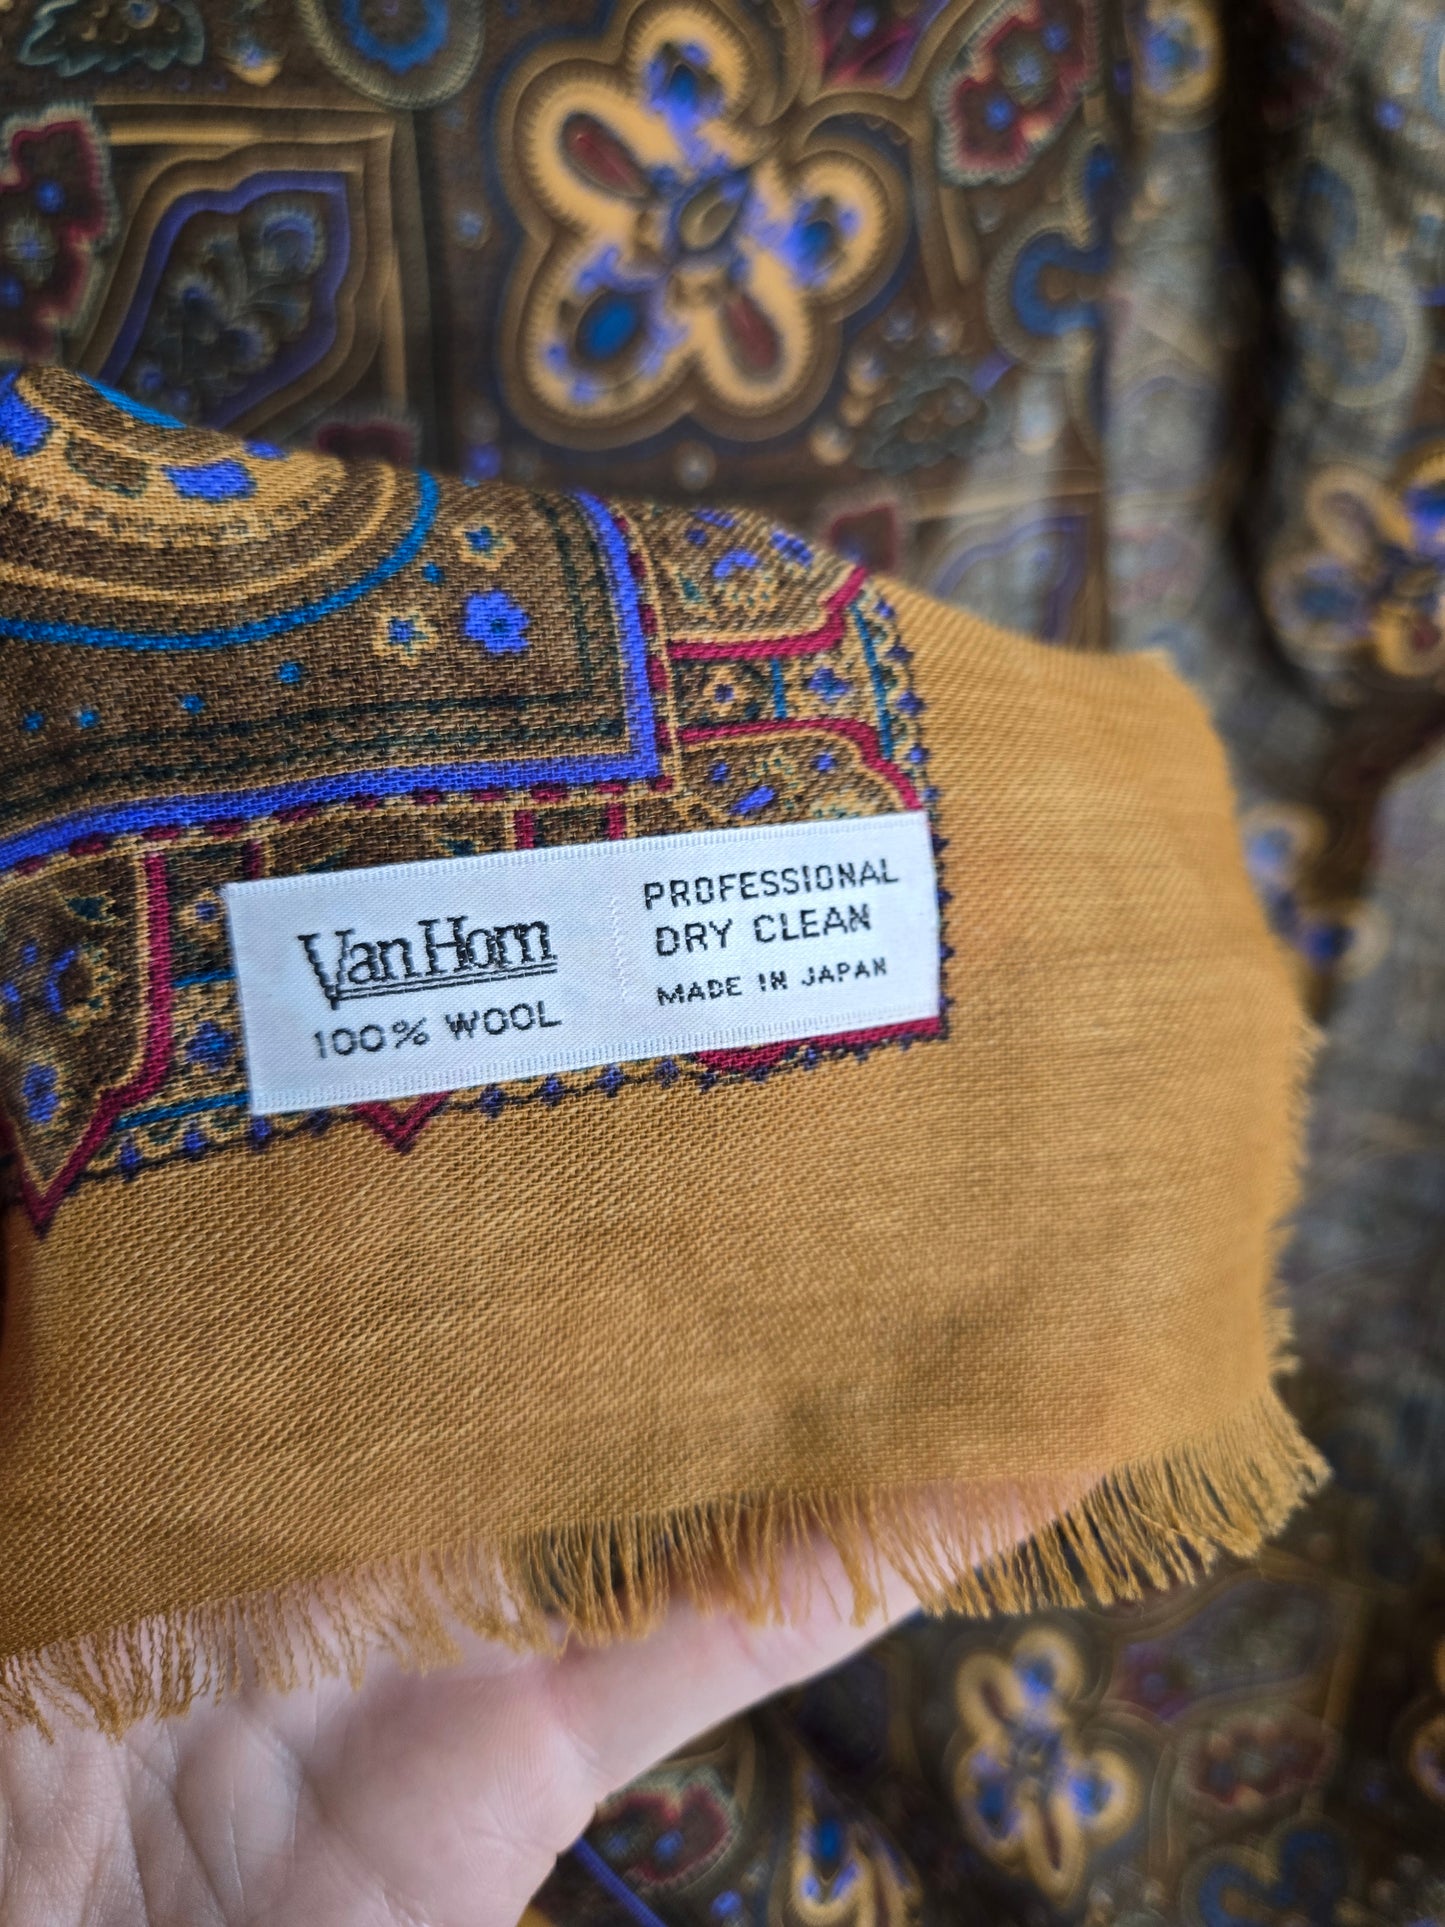 Van Horn
100% WOOL
PROFESSIONAL
DRY CLEAN
MADE IN JAPAN